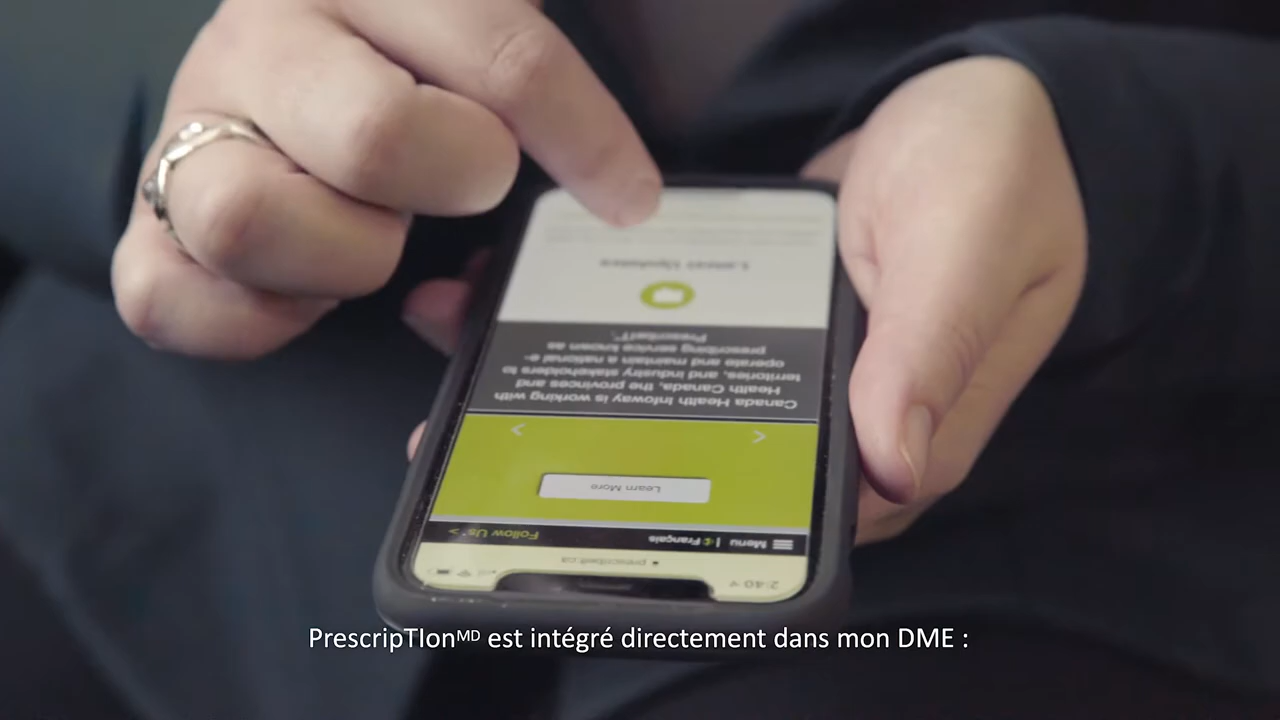 2:40
prescribeit.ca
Menu | Français Follow Us >
Learn More
Canada Health Infoway is working with
Health Canada, the provinces and
territories, and industry stakeholders to
operate and maintain a national e-
prescribing service known as
PrescribeIT®.
Latest Updates
PrescripTIonᴹᴰ est intégré directement dans mon DME :